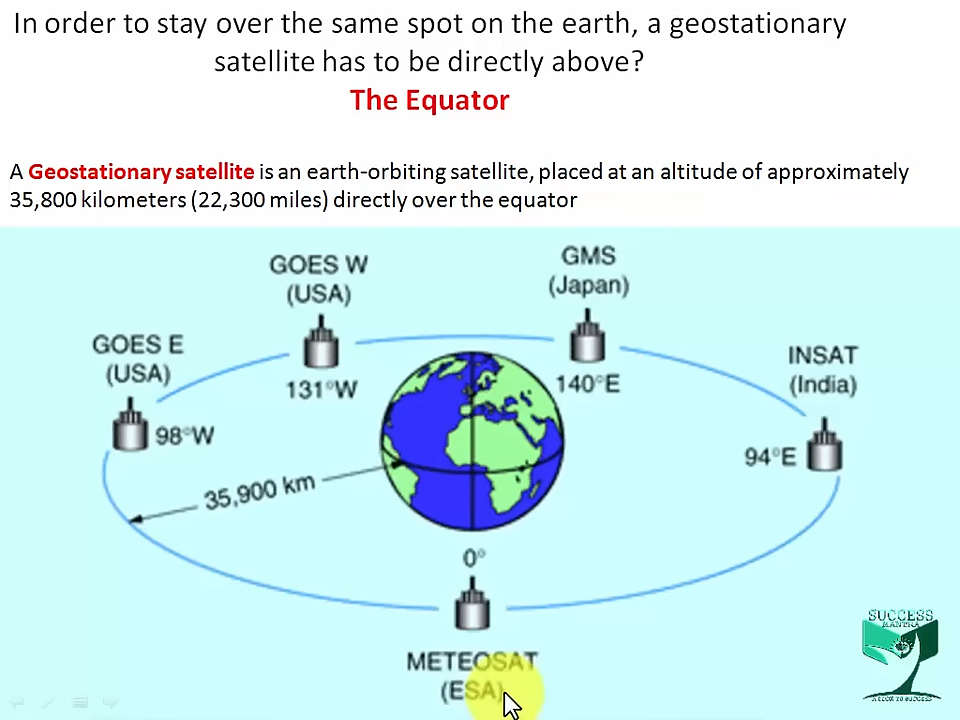 In order to stay over the same spot on the earth, a geostationary
satellite has to be directly above?
The Equator
A Geostationary satellite is an earth-orbiting satellite, placed at an altitude of approximately
35,800 kilometers (22,300 miles) directly over the equator
GOES W
(USA)
131°W
GMS
(Japan)
140°E
GOES E
(USA)
98°W
INSAT
(India)
94°E
35,900 km
0°
METEOSAT
(ESA)
SUCCESS
MANTRA